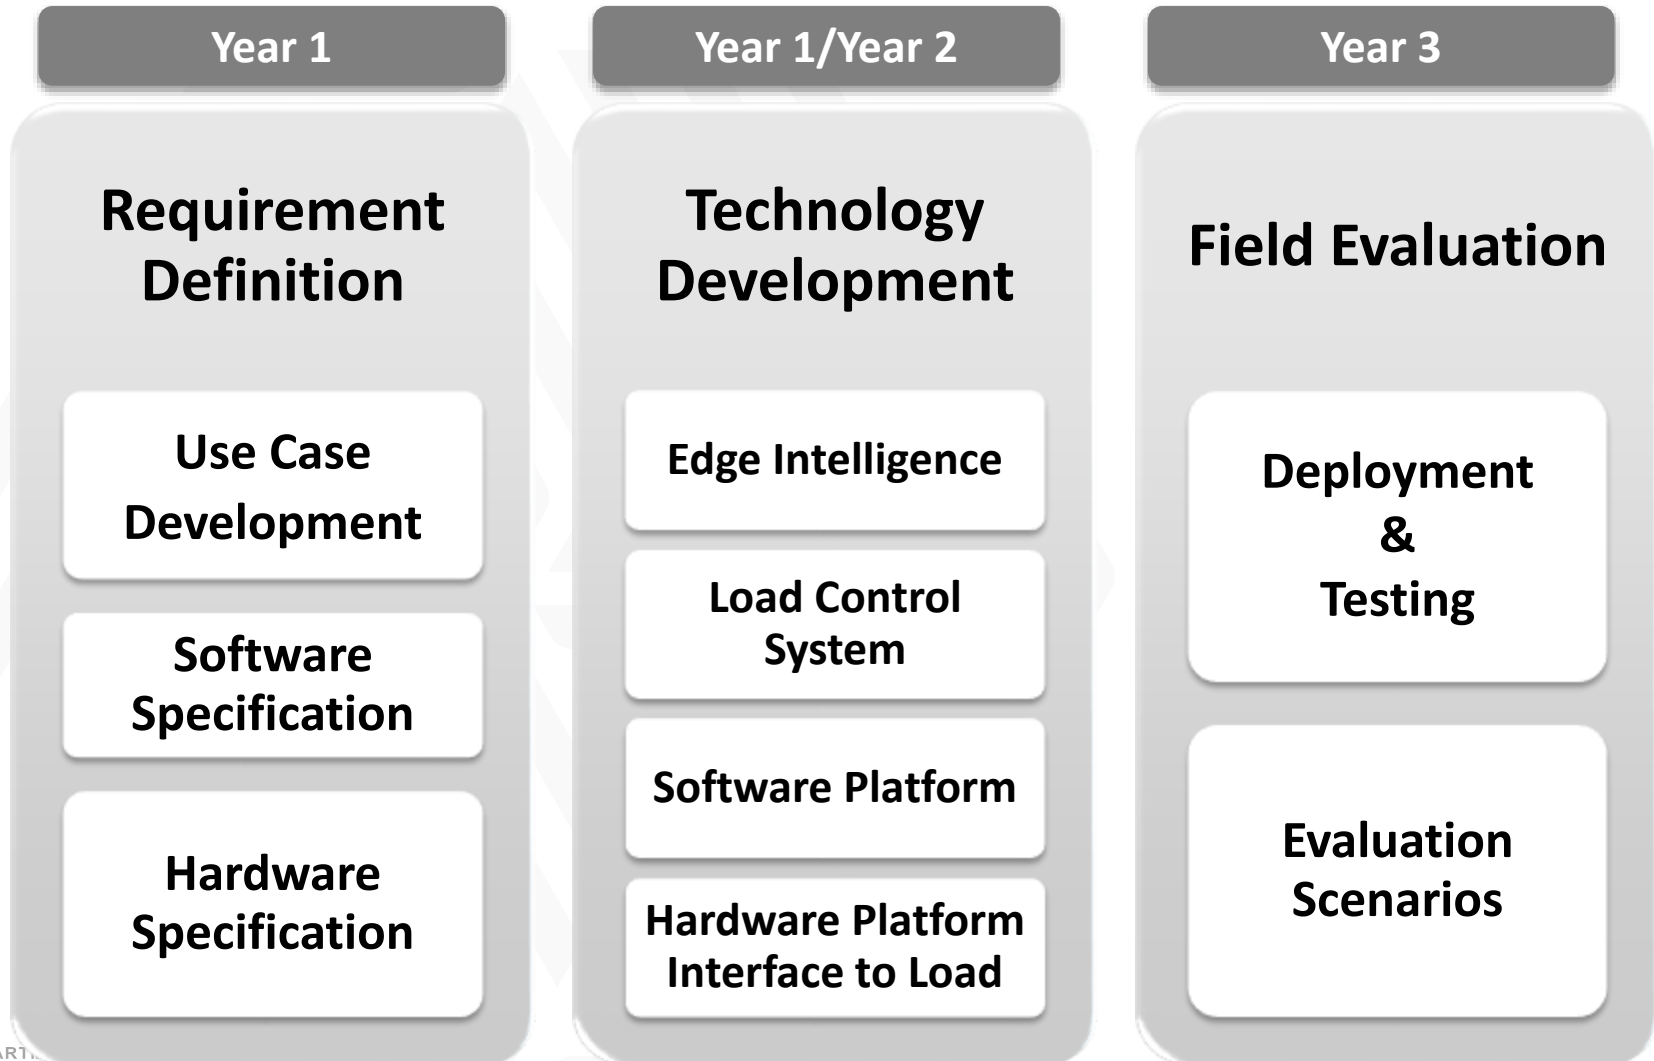 Year 1
Requirement
Definition
Use Case
Development
Software
Specification
Hardware
Specification
Year 1/Year 2
Technology
Development
Edge Intelligence
Load Control
System
Software Platform
Hardware Platform
Interface to Load
Year 3
Field Evaluation
Deployment
&
Testing
Evaluation
Scenarios